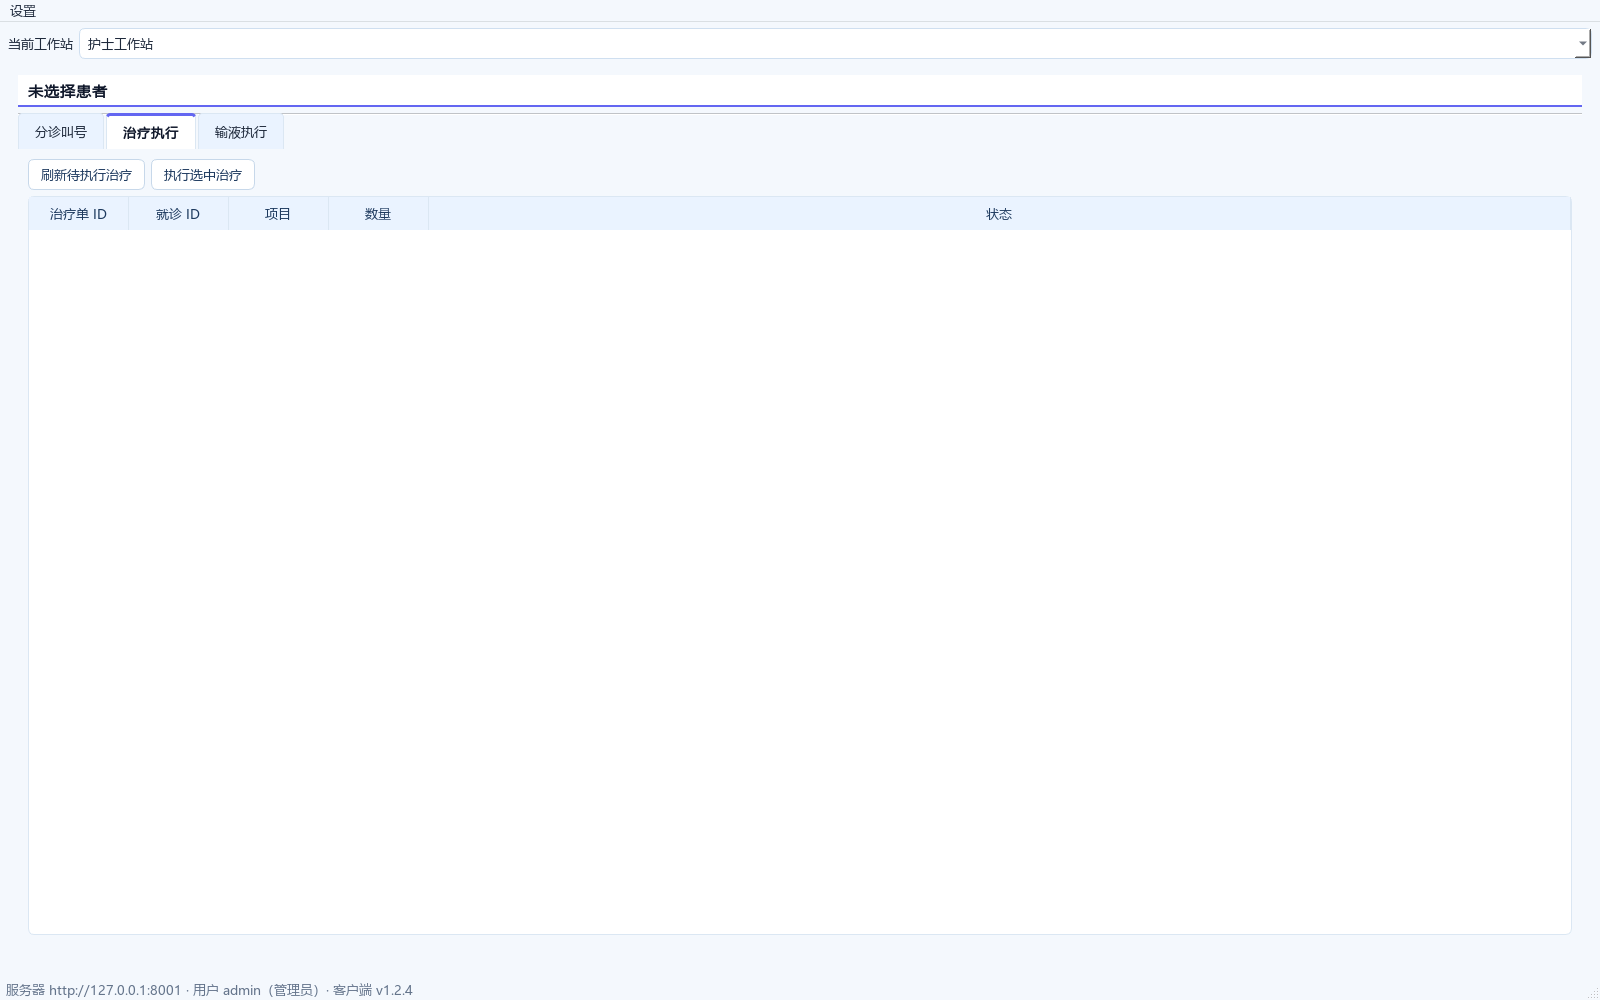 设置
当前工作站 护士工作站
未选择患者
分诊叫号 治疗执行 输液执行
刷新待执行治疗 执行选中治疗
治疗单 ID 就诊 ID 项目 数量 状态
服务器 http://127.0.0.1:8001 · 用户 admin（管理员）· 客户端 v1.2.4